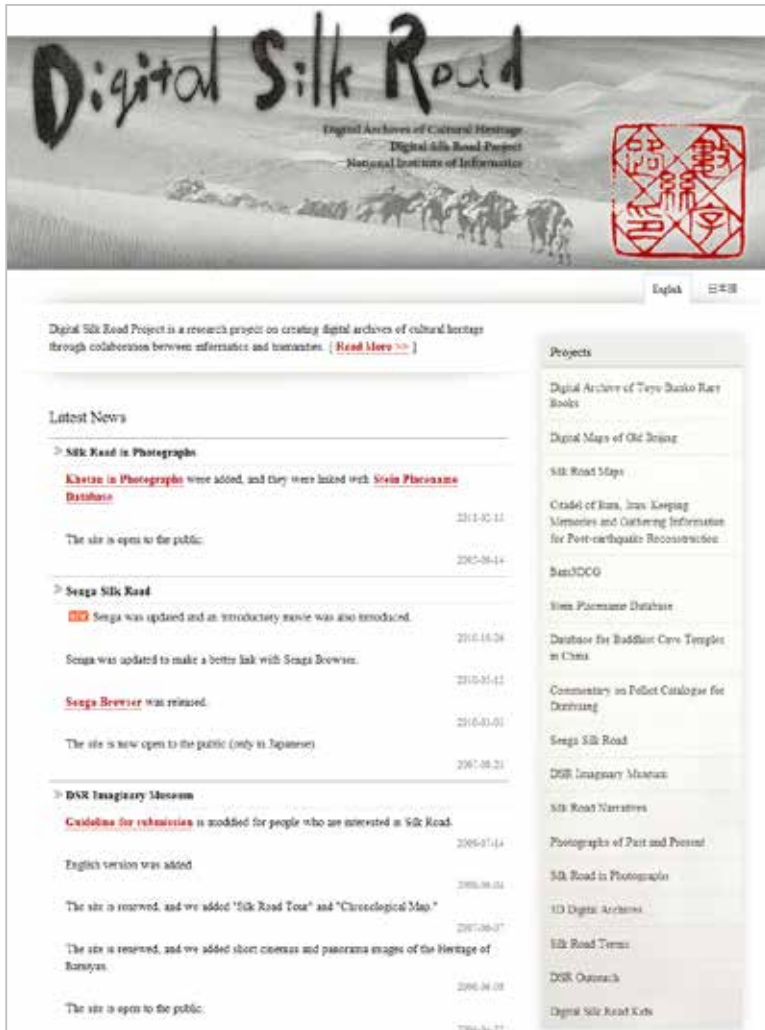 Digital Silk Road
Digital Archives of Cultural Heritage
Digital Silk Road Project
National Institute of Informatics
English
日本語
Digital Silk Road Project is a research project on creating digital archives of cultural heritage
through collaboration between informatics and humanities. [ Read More >> ]
Latest News
Silk Road in Photographs
Khotan in Photographs were added, and they were linked with Stein Placename
Database
The site is open to the public.
Senga Silk Road
Senga was updated and an introductory movie was also introduced.
Senga was updated to make a better link with Senga Browser.
Senga Browser was released.
The site is now open to the public (only in Japanese)
DSR Imaginary Museum
Guideline for submission is modified for people who are interested in Silk Road.
English version was added
The site is renewed, and we added "Silk Road Tour" and "Chronological Map."
The site is renewed, and we added short cinemas and panorama images of the Heritage of
Bamiyan.
The site is open to the public.
Projects
Digital Archive of Toyo Bunko Rare
Books
Digital Maps of Old Beijing
Silk Road Maps
Citadel of Bam, Iran: Keeping
Memories and Gathering Information
for Post-earthquake Reconstruction
Bam3DCG
Stein Placename Database
Database for Buddhist Cave Temples
in China
Commentary on Pelliot Catalogue for
Dunhuang
Senga Silk Road
DSR Imaginary Museum
Silk Road Narratives
Photographs of Past and Present
Silk Road in Photographs
3D Digital Archives
Silk Road Terms
DSR Outreach
Digital Silk Road Kids